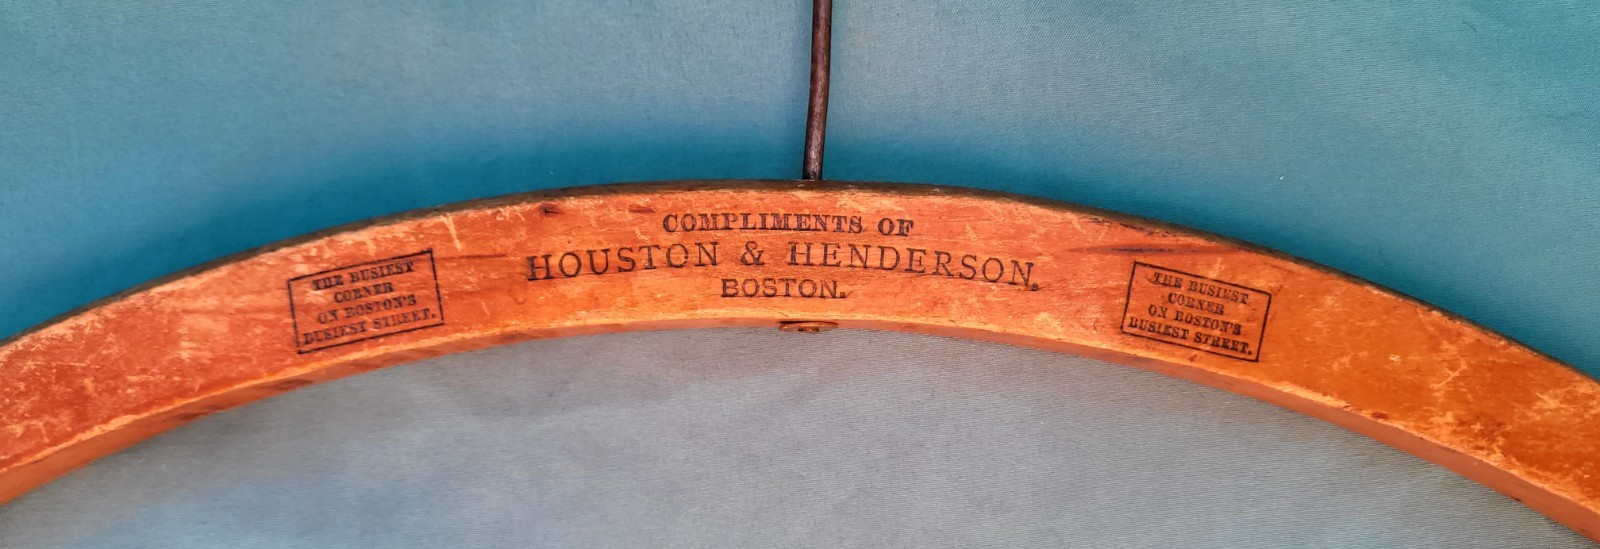 THE BUSIEST
CORNER
ON BOSTON'S
BUSIEST STREET.
COMPLIMENTS OF
HOUSTON & HENDERSON,
BOSTON.
THE BUSIEST
CORNER
ON BOSTON'S
BUSIEST STREET.